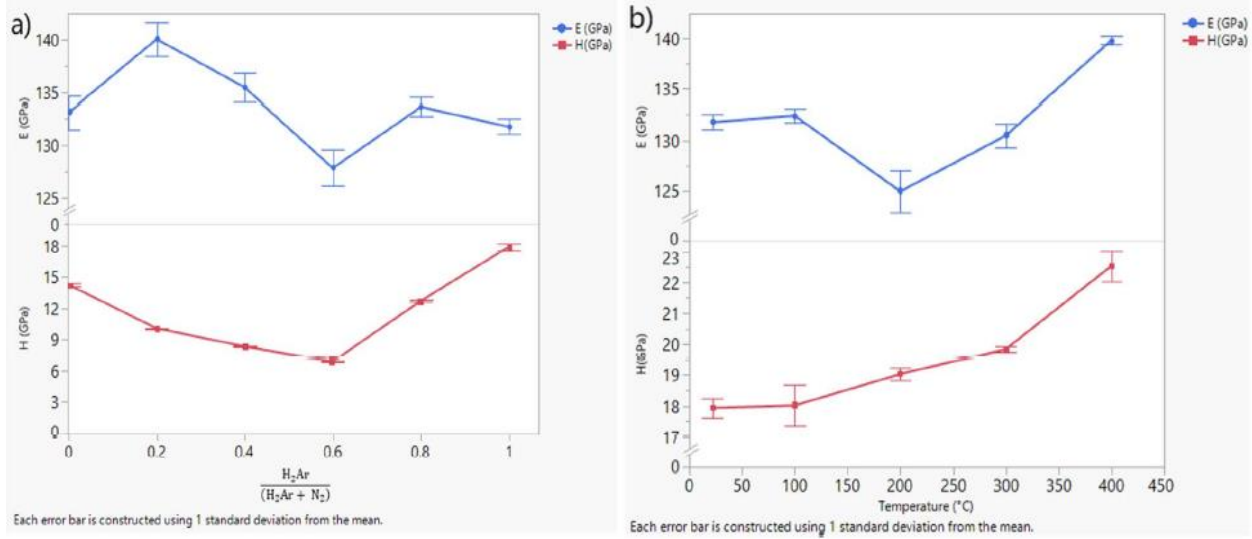 a)
E (GPa)
H(GPa)
140
135
130
125
0
E (GPa)
18
15
12
9
6
3
0
H (GPa)
0 0.2 0.4 0.6 0.8 1
H₂Ar
(H₂Ar + N₂)
Each error bar is constructed using 1 standard deviation from the mean.
b)
E (GPa)
H(GPa)
140
135
130
125
0
E (GPa)
23
22
20
19
18
17
0
0 50 100 150 200 250 300 350 400 450
Temperature (°C)
Each error bar is constructed using 1 standard deviation from the mean.